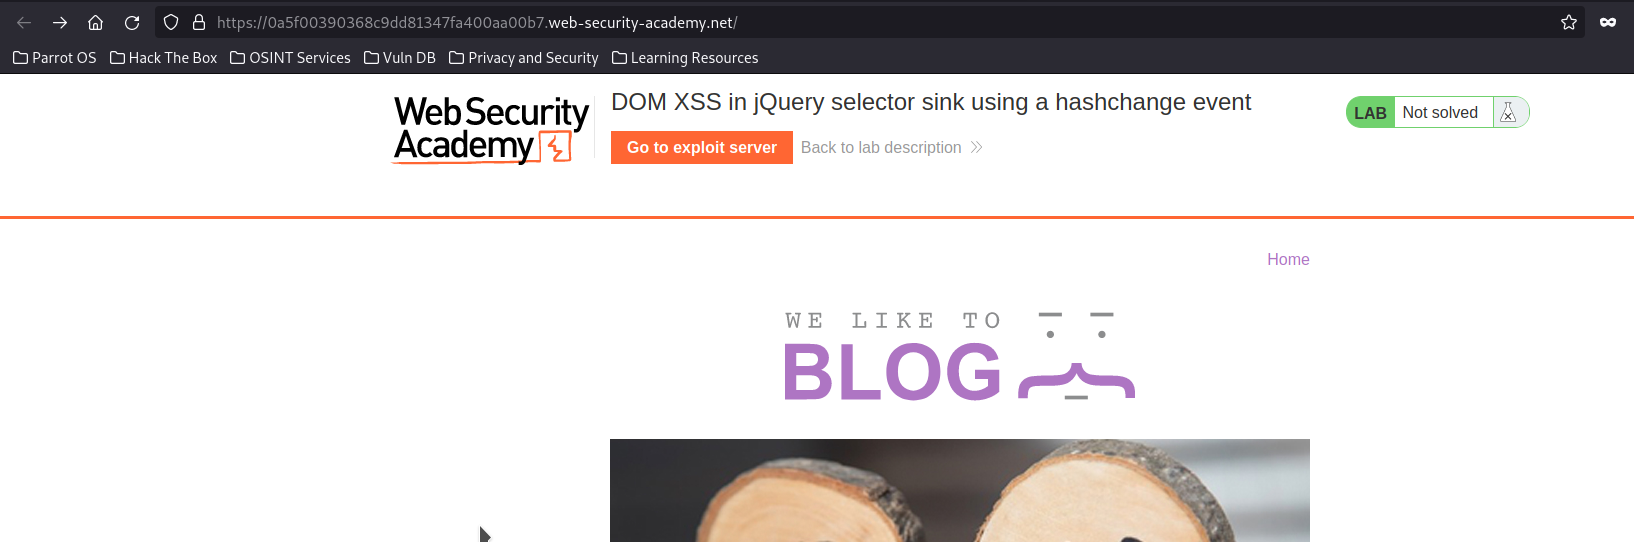 https://0a5f00390368c9dd81347fa400aa00b7.web-security-academy.net/
Parrot OS Hack The Box OSINT Services Vuln DB Privacy and Security Learning Resources
Web Security
Academy
DOM XSS in jQuery selector sink using a hashchange event
Go to exploit server Back to lab description
LAB Not solved
Home
WE LIKE TO
BLOG